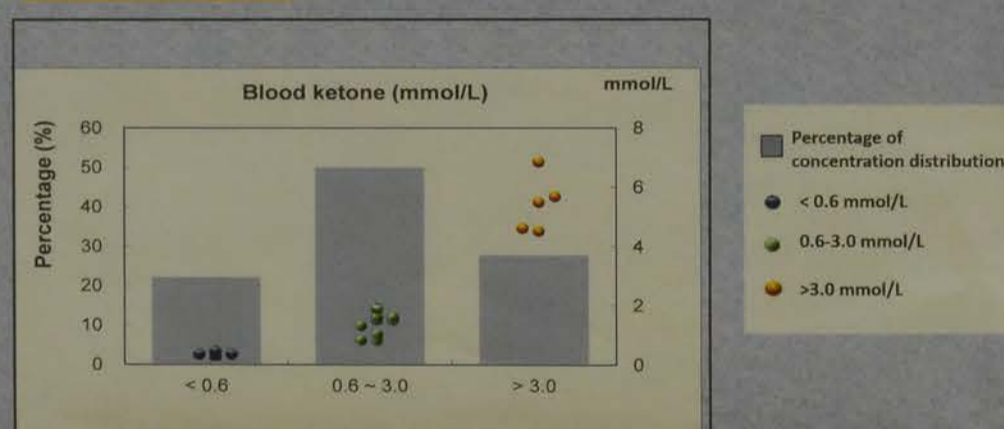 Blood ketone (mmol/L)
mmol/L
Percentage (%)
60
50
40
30
20
10
0
8
6
4
2
0
< 0.6
0.6 ~ 3.0
> 3.0
Percentage of
concentration distribution
< 0.6 mmol/L
0.6-3.0 mmol/L
>3.0 mmol/L